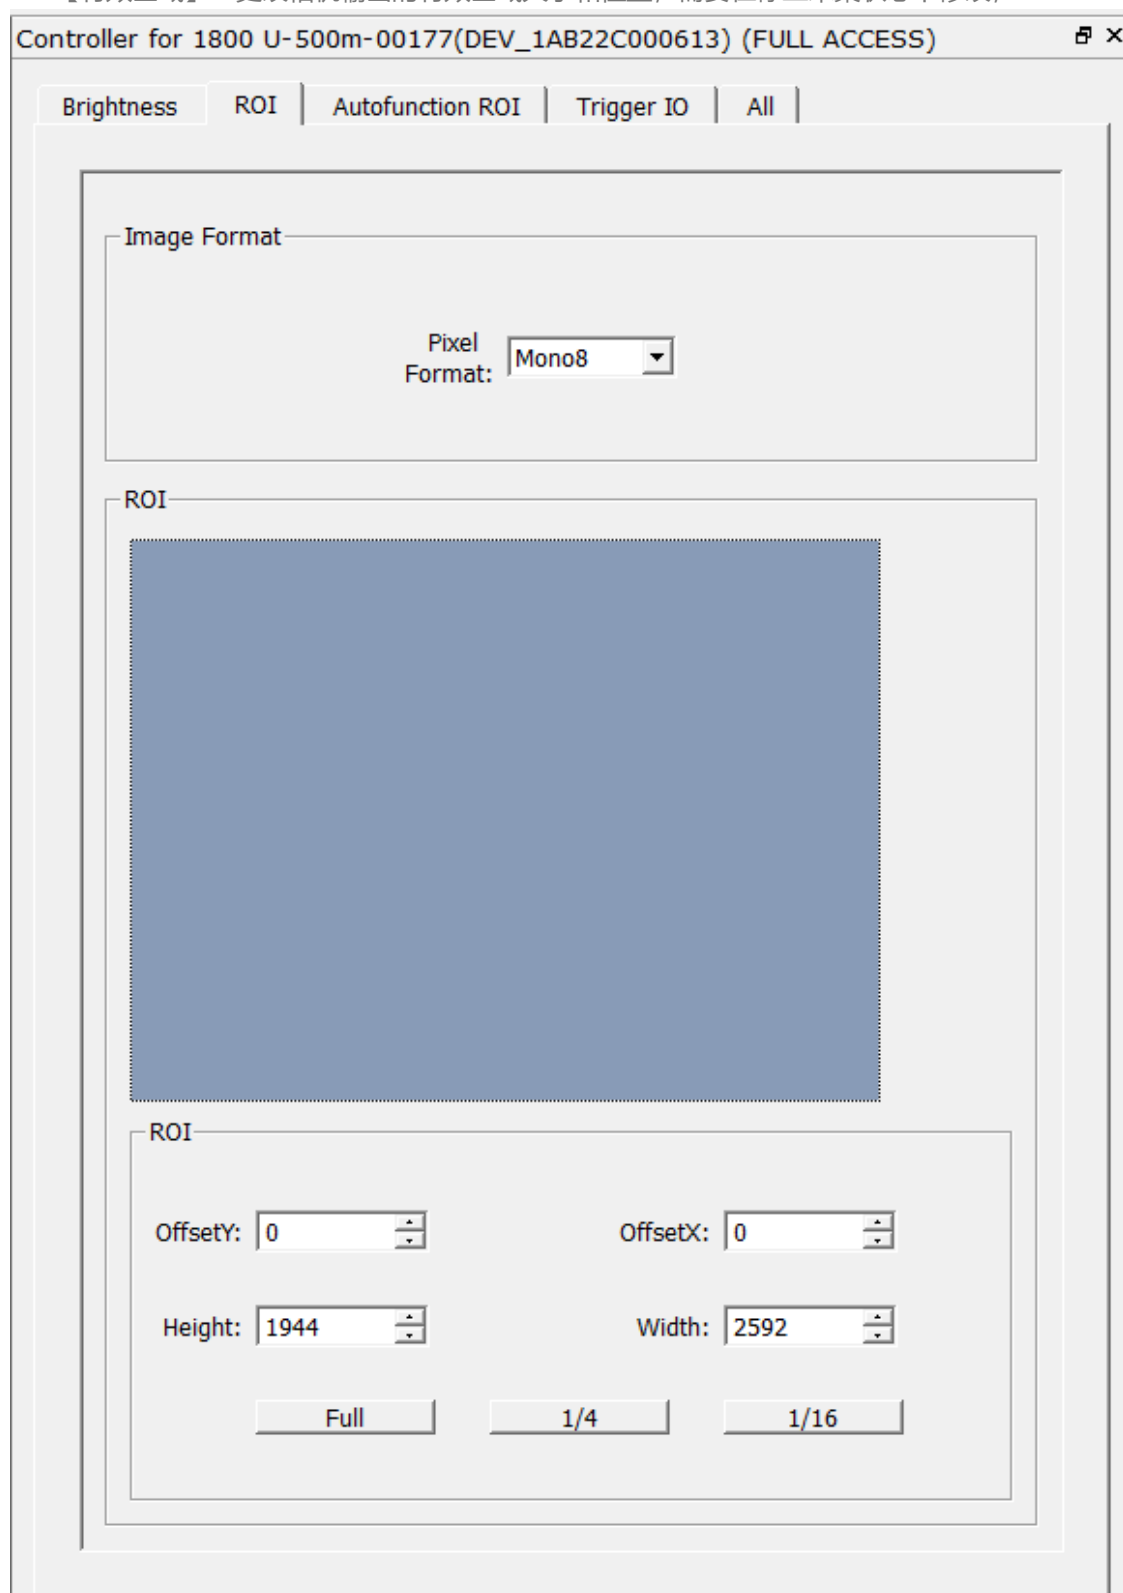 Controller for 1800 U-500m-00177(DEV_1AB22C000613) (FULL ACCESS)
Brightness ROI Autofunction ROI Trigger IO All
Image Format
Pixel
Format: Mono8
ROI
ROI
OffsetY: 0 OffsetX: 0
Height: 1944 Width: 2592
Full 1/4 1/16